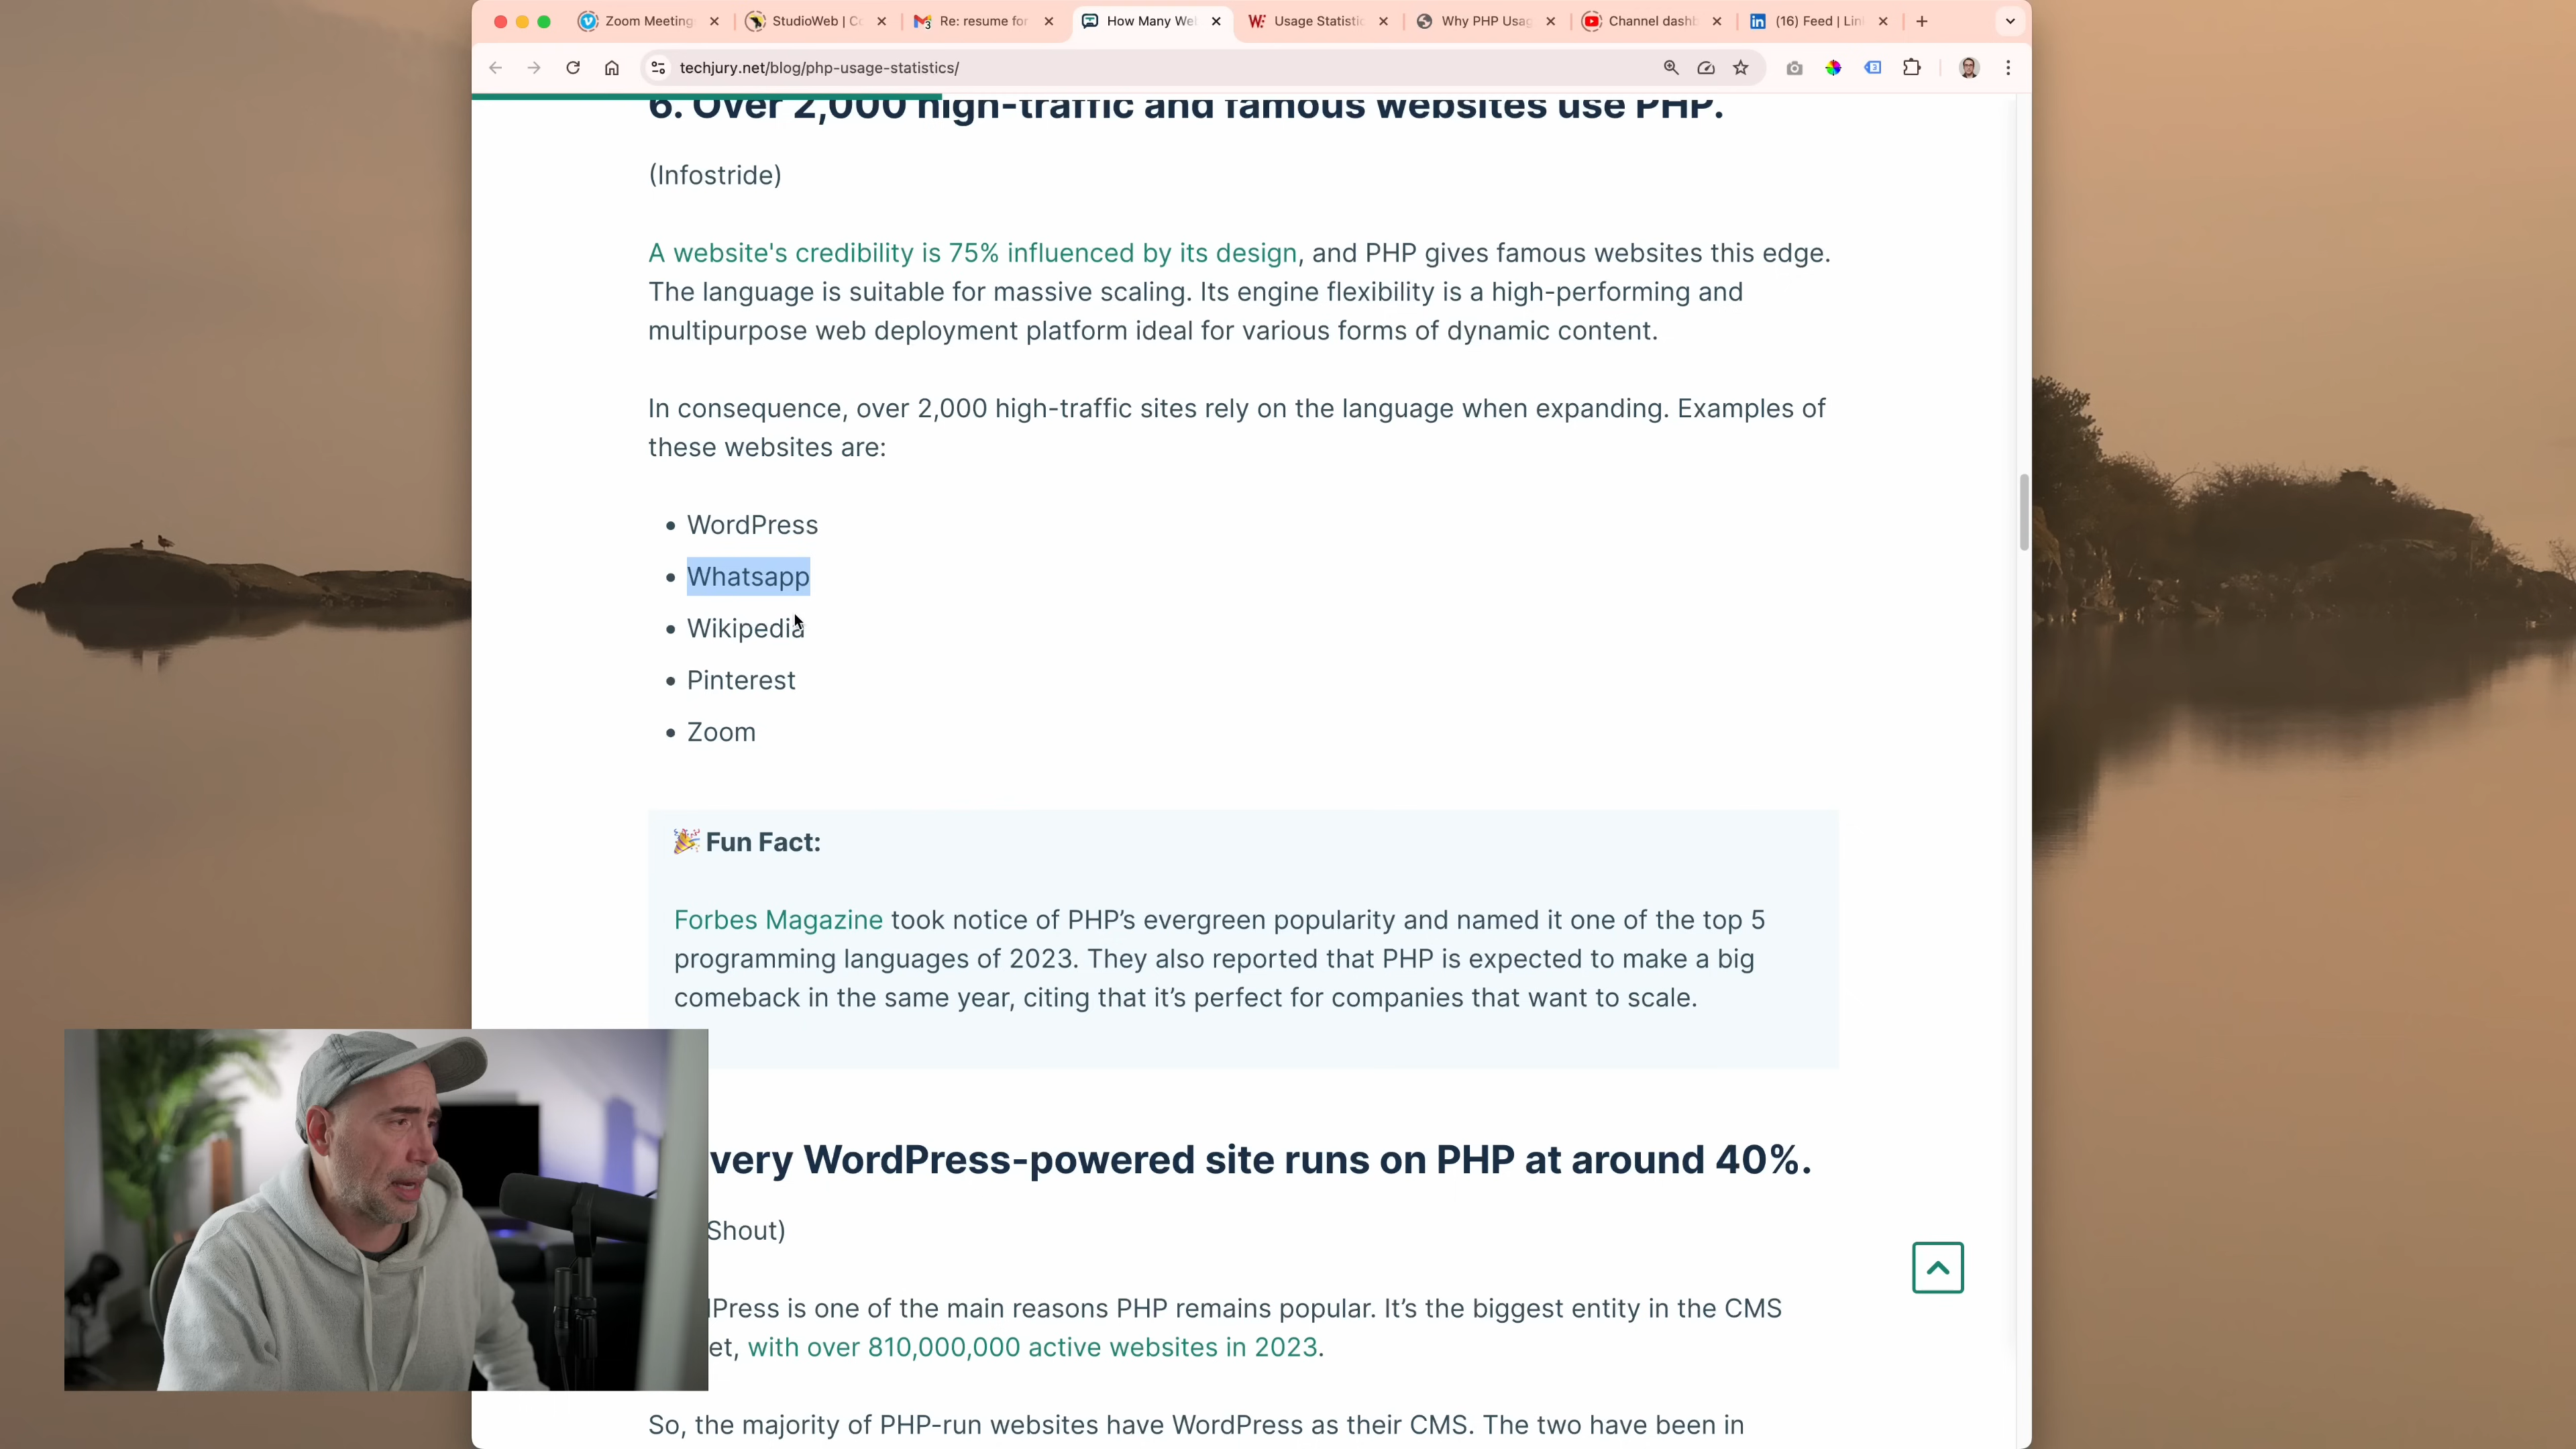 Zoom Meeting
StudioWeb | Co
Re: resume for
How Many Web
Usage Statistic
Why PHP Usag
Channel dashb
(16) Feed | Lin
techjury.net/blog/php-usage-statistics/
6. Over 2,000 high-traffic and famous websites use PHP.
(Infostride)
A website's credibility is 75% influenced by its design, and PHP gives famous websites this edge.
The language is suitable for massive scaling. Its engine flexibility is a high-performing and
multipurpose web deployment platform ideal for various forms of dynamic content.
In consequence, over 2,000 high-traffic sites rely on the language when expanding. Examples of
these websites are:
• WordPress
• Whatsapp
• Wikipedia
• Pinterest
• Zoom
Fun Fact:
Forbes Magazine took notice of PHP’s evergreen popularity and named it one of the top 5
programming languages of 2023. They also reported that PHP is expected to make a big
comeback in the same year, citing that it’s perfect for companies that want to scale.
very WordPress-powered site runs on PHP at around 40%.
Shout)
Press is one of the main reasons PHP remains popular. It’s the biggest entity in the CMS
et, with over 810,000,000 active websites in 2023.
So, the majority of PHP-run websites have WordPress as their CMS. The two have been in